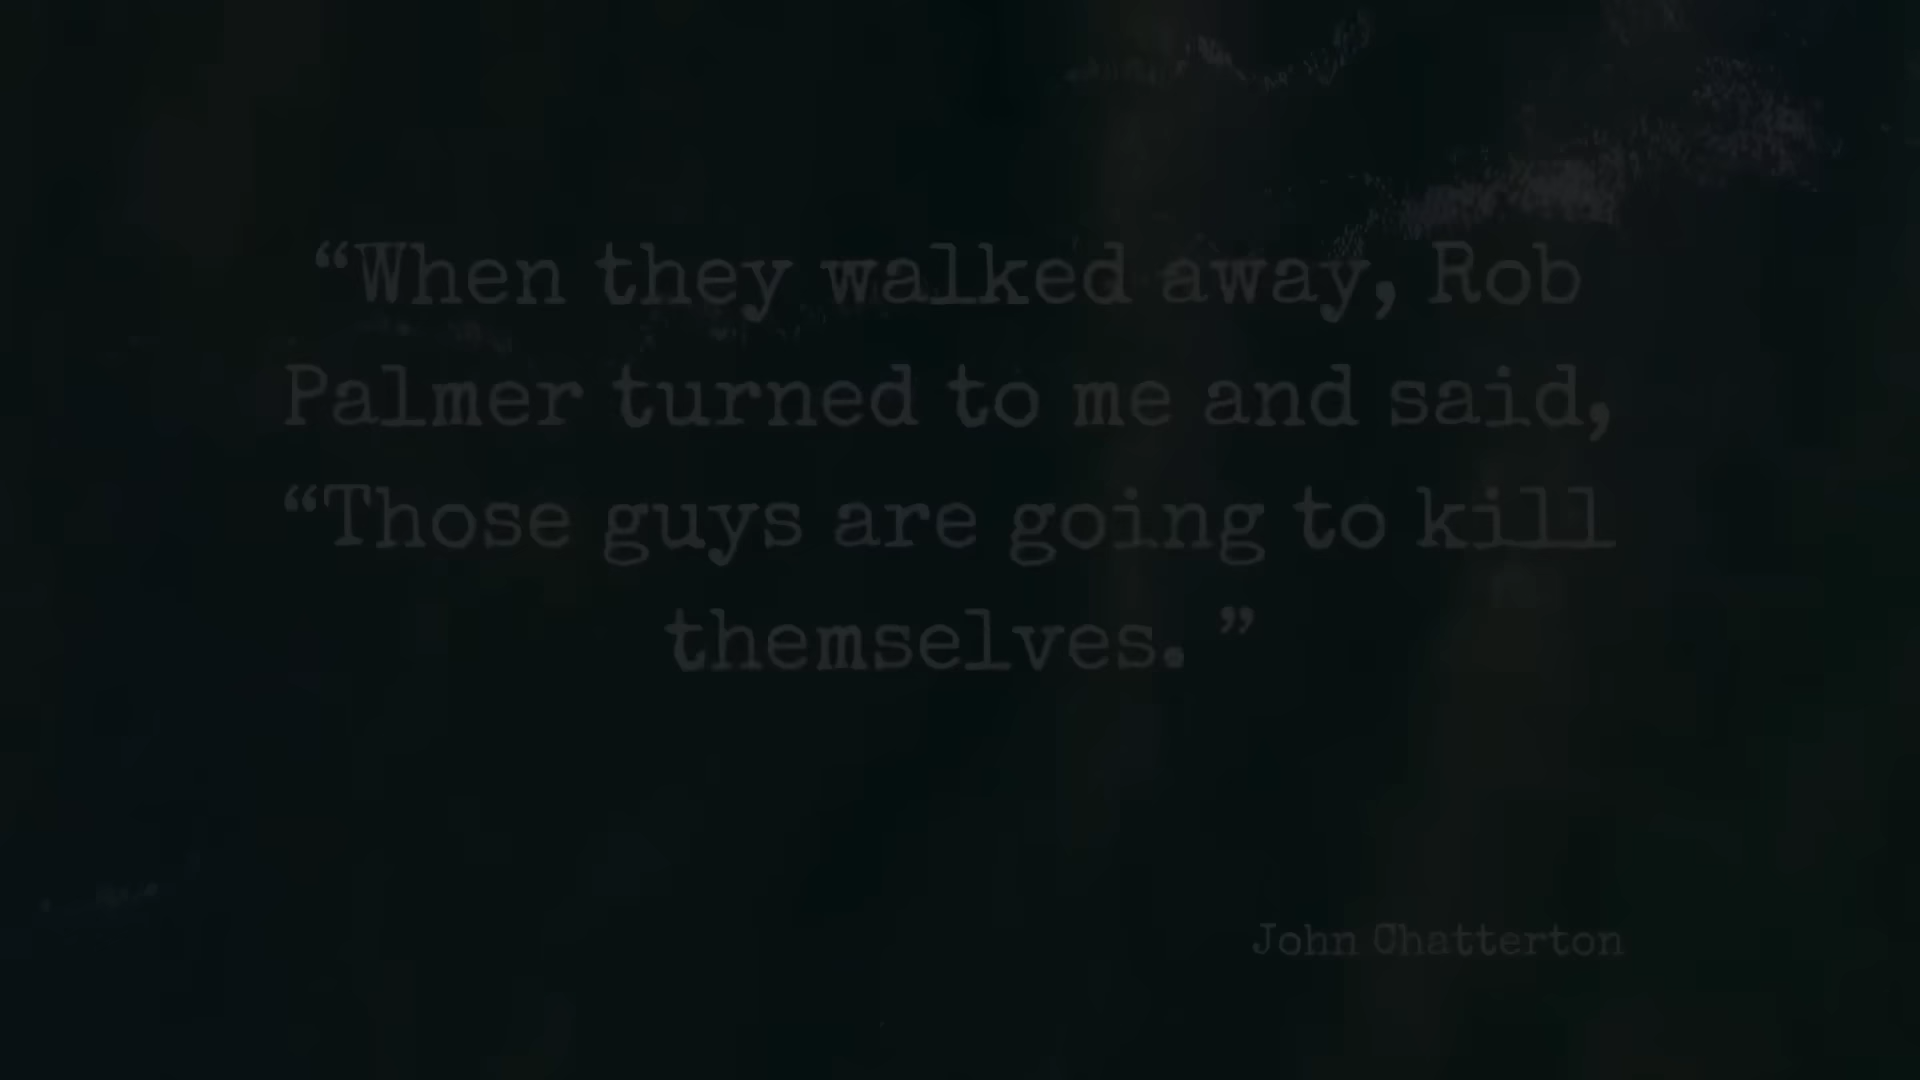 “When they walked away, Rob
Palmer turned to me and said,
“Those guys are going to kill
themselves. ”
John Chatterton